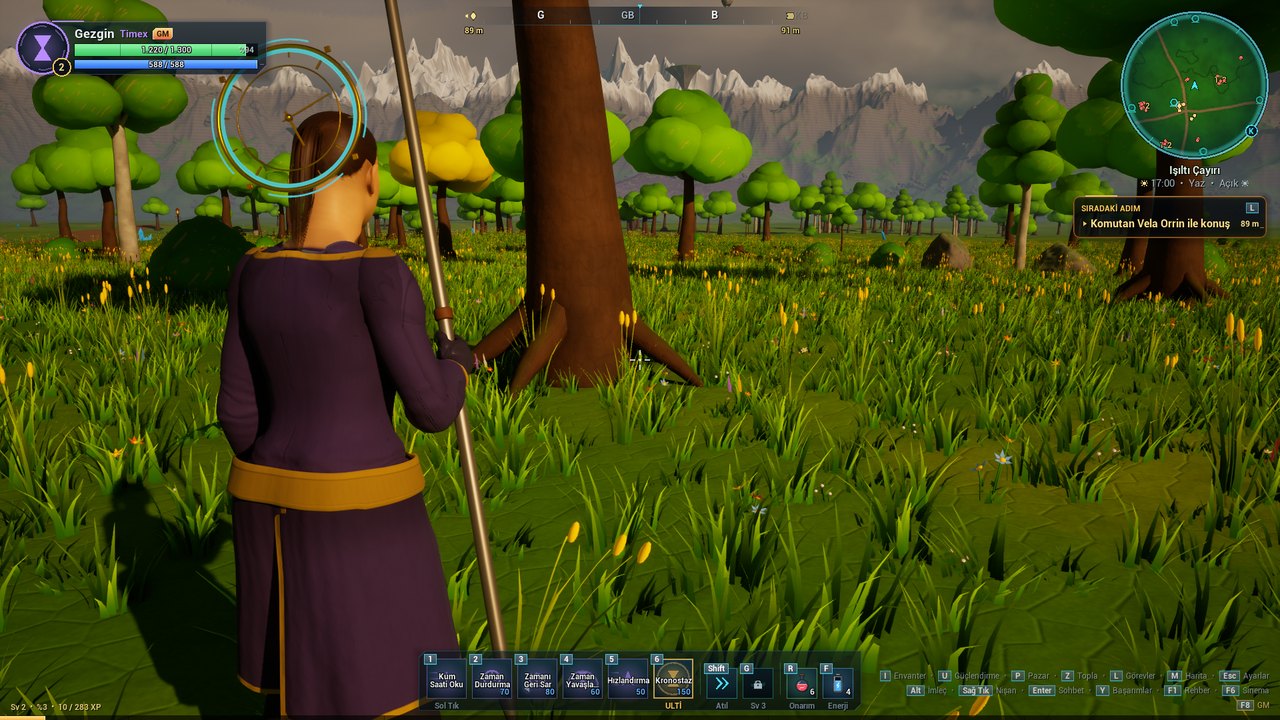 Gezgin Timex GM
2
588 / 588
89 m
G
GB
B
91 m
K
Işıltı Çayırı
17:00 · Yaz · Açık
SIRADAKİ ADIM L
Komutan Vela Orrin ile konuş 89 m
1 Kum Saati Oku
2 Zaman Durdurma 70
3 Zamanı Geri Sar 80
4 Zaman Yavaşla... 60
5 Hızlandırma 50
6 Kronostaz 150
Shift
G
R 6
F 4
Sol Tık
ULTİ
Atıl
Sv 3
Onarım
Enerji
I Envanter · U Güçlendirme · P Pazar · Z Topla · L Görevler · M Harita · Esc Ayarlar
Alt İmleç · Sağ Tık Nişan · Enter Sohbet · Y Başarımlar · F1 Rehber · F6 Sinema
F8 GM
Sv 2 · %3 · 10 / 283 XP